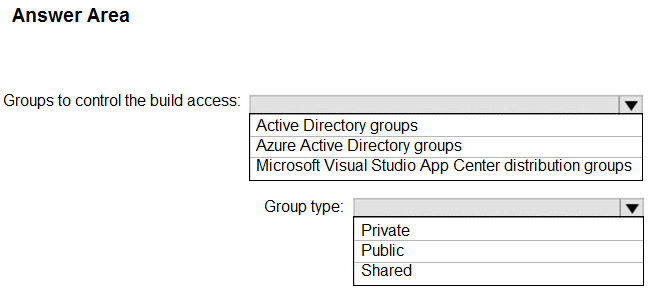 Answer Area
Groups to control the build access:
Active Directory groups
Azure Active Directory groups
Microsoft Visual Studio App Center distribution groups
Group type:
Private
Public
Shared